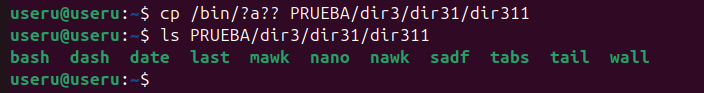 useru@useru:~$ cp /bin/?a?? PRUEBA/dir3/dir31/dir311
useru@useru:~$ ls PRUEBA/dir3/dir31/dir311
bash  dash  date  last  mawk  nano  nawk  sadf  tabs  tail  wall
useru@useru:~$